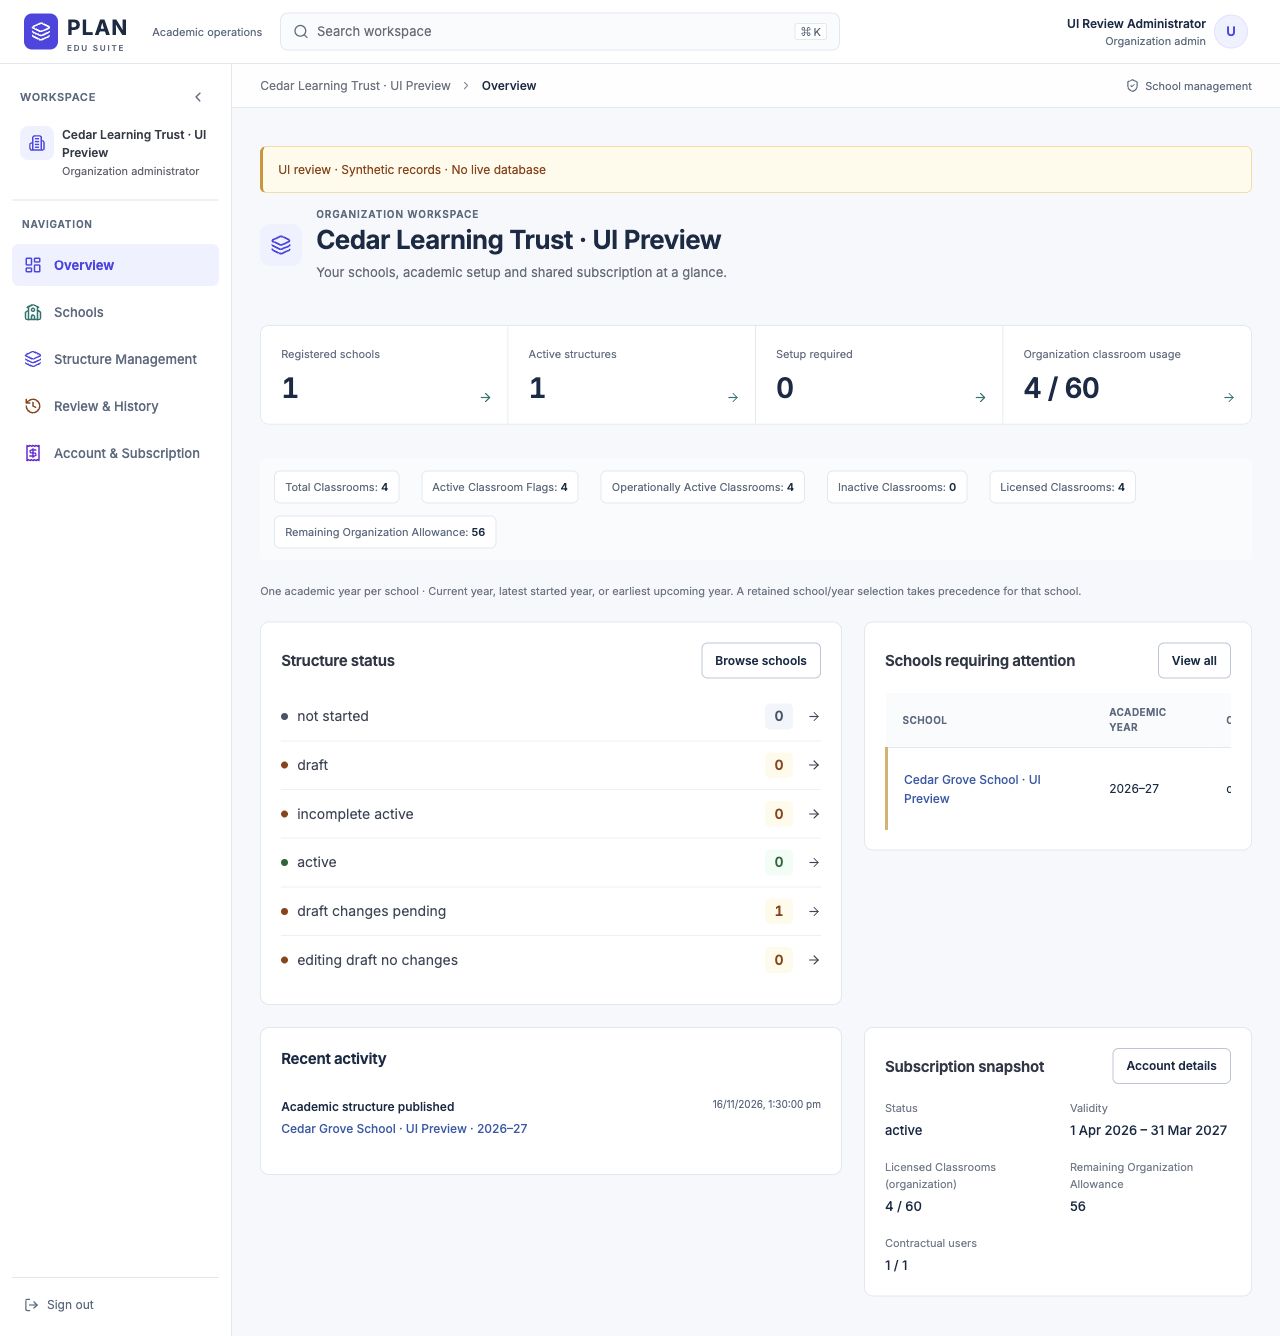 PLAN
EDU SUITE
Academic operations
Search workspace
⌘ K
UI Review Administrator
Organization admin
U
WORKSPACE
Cedar Learning Trust · UI
Preview
Organization administrator
NAVIGATION
Overview
Schools
Structure Management
Review & History
Account & Subscription
Sign out
Cedar Learning Trust · UI Preview
Overview
School management
UI review · Synthetic records · No live database
ORGANIZATION WORKSPACE
Cedar Learning Trust · UI Preview
Your schools, academic setup and shared subscription at a glance.
Registered schools
1
Active structures
1
Setup required
0
Organization classroom usage
4 / 60
Total Classrooms: 4
Active Classroom Flags: 4
Operationally Active Classrooms: 4
Inactive Classrooms: 0
Licensed Classrooms: 4
Remaining Organization Allowance: 56
One academic year per school · Current year, latest started year, or earliest upcoming year. A retained school/year selection takes precedence for that school.
Structure status
Browse schools
not started 0
draft 0
incomplete active 0
active 0
draft changes pending 1
editing draft no changes 0
Schools requiring attention
View all
SCHOOL
ACADEMIC
YEAR
Cedar Grove School · UI
Preview
2026–27
Recent activity
Academic structure published
16/11/2026, 1:30:00 pm
Cedar Grove School · UI Preview · 2026–27
Subscription snapshot
Account details
Status
active
Validity
1 Apr 2026 – 31 Mar 2027
Licensed Classrooms
(organization)
4 / 60
Remaining Organization
Allowance
56
Contractual users
1 / 1